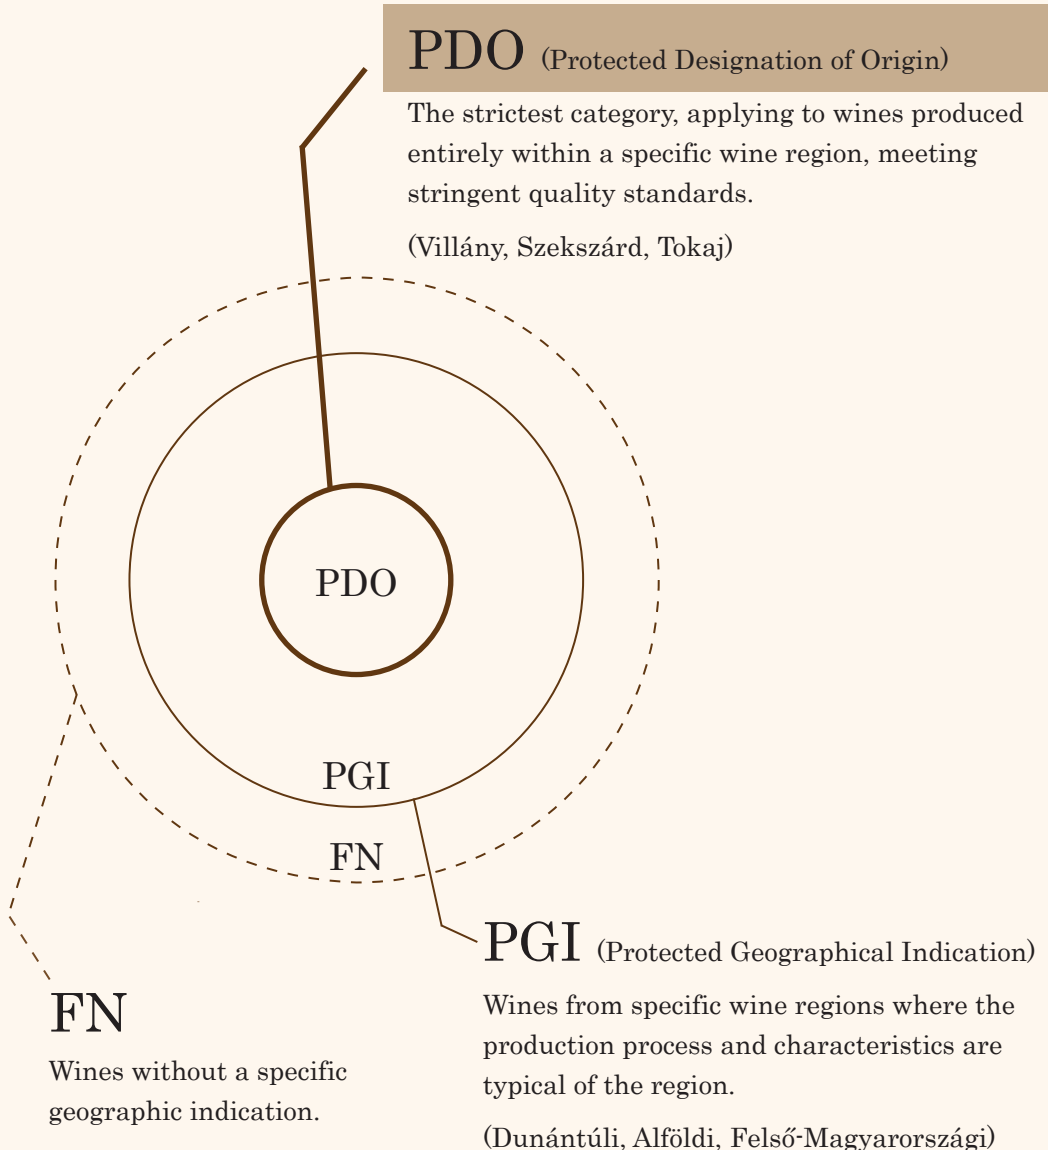 PDO (Protected Designation of Origin)
The strictest category, applying to wines produced
entirely within a specific wine region, meeting
stringent quality standards.
(Villány, Szekszárd, Tokaj)
PDO
PGI
FN
PGI (Protected Geographical Indication)
Wines from specific wine regions where the
production process and characteristics are
typical of the region.
(Dunántúli, Alföldi, Felső-Magyarországi)
FN
Wines without a specific
geographic indication.